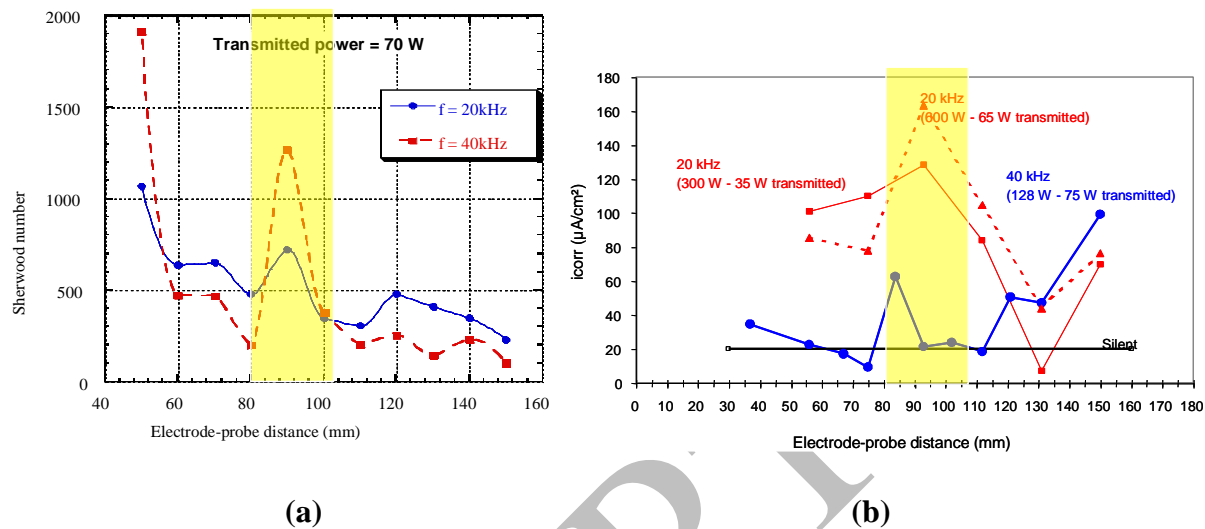 2000
1500
1000
500
0
Sherwood number
Transmitted power = 70 W
f = 20kHz
f = 40kHz
40 60 80 100 120 140 160
Electrode-probe distance (mm)
(a)
180
160
140
120
100
80
60
40
20
0
icorr (µA/cm²)
20 kHz
(600 W - 65 W transmitted)
20 kHz
(300 W - 35 W transmitted)
40 kHz
(128 W - 75 W transmitted)
Silent
0 10 20 30 40 50 60 70 80 90 100 110 120 130 140 150 160 170 180
Electrode-probe distance (mm)
(b)